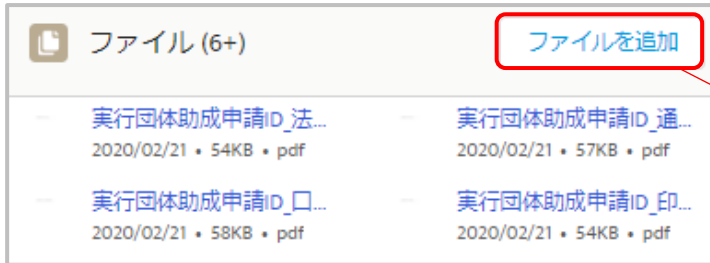 ファイル (6+)
ファイルを追加
実行団体助成申請ID_法...
2020/02/21 • 54KB • pdf
実行団体助成申請ID_通...
2020/02/21 • 57KB • pdf
実行団体助成申請ID_口...
2020/02/21 • 58KB • pdf
実行団体助成申請ID_印...
2020/02/21 • 54KB • pdf